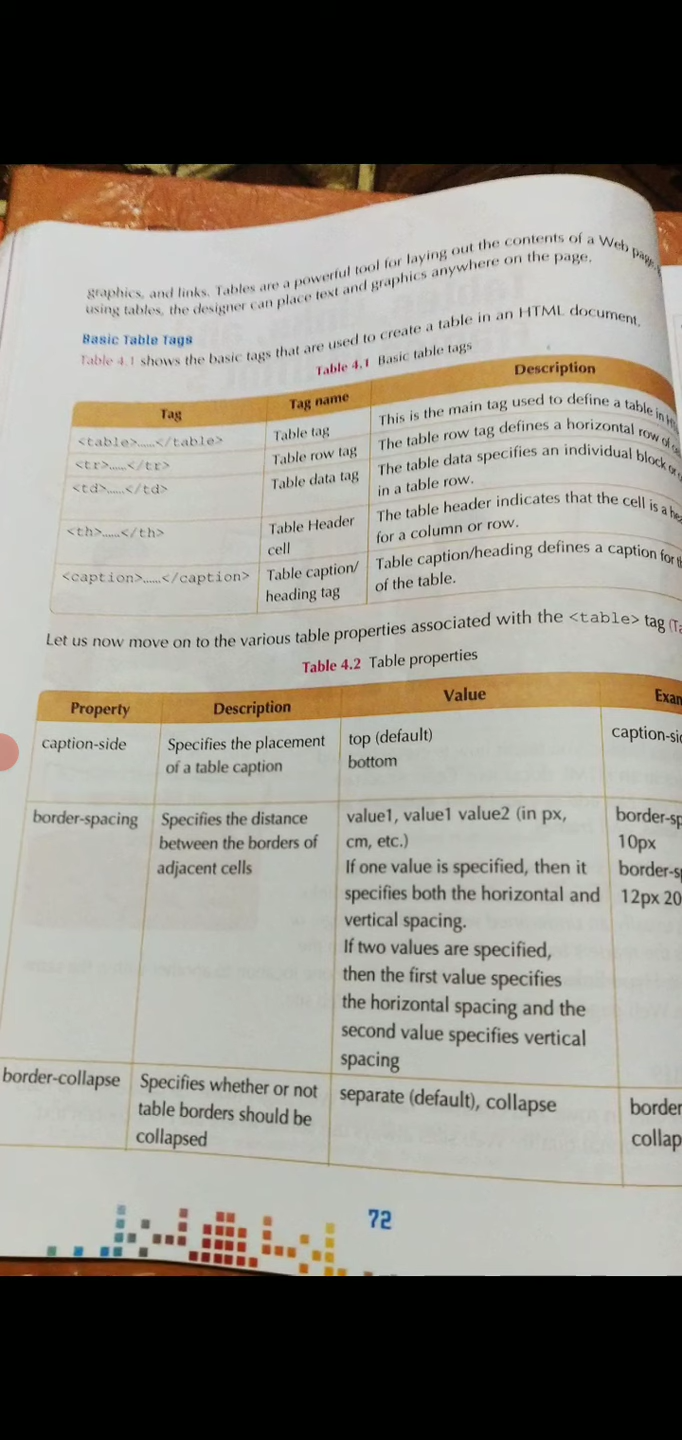 graphics, and links. Tables are a powerful tool for laying out the contents of a Web page,
using tables, the designer can place text and graphics anywhere on the page.
Basic Table Tags
Table 4.1 shows the basic tags that are used to create a table in an HTML document.
Table 4.1 Basic table tags
Tag Tag name Description
<table>......</table> Table tag This is the main tag used to define a table in
<tr>......</tr> Table row tag The table row tag defines a horizontal row of
<td>......</td> Table data tag The table data specifies an individual block or
in a table row.
<th>......</th> Table Header The table header indicates that the cell is a
cell for a column or row.
<caption>......</caption> Table caption/ Table caption/heading defines a caption for
heading tag of the table.
Let us now move on to the various table properties associated with the <table> tag
Table 4.2 Table properties
Property Description Value
caption-side Specifies the placement top (default)
of a table caption bottom
border-spacing Specifies the distance value1, value1 value2 (in px,
between the borders of cm, etc.) 10px
adjacent cells If one value is specified, then it
specifies both the horizontal and 12px 20
vertical spacing.
If two values are specified,
then the first value specifies
the horizontal spacing and the
second value specifies vertical
spacing
border-collapse Specifies whether or not separate (default), collapse border
table borders should be collap
collapsed
72